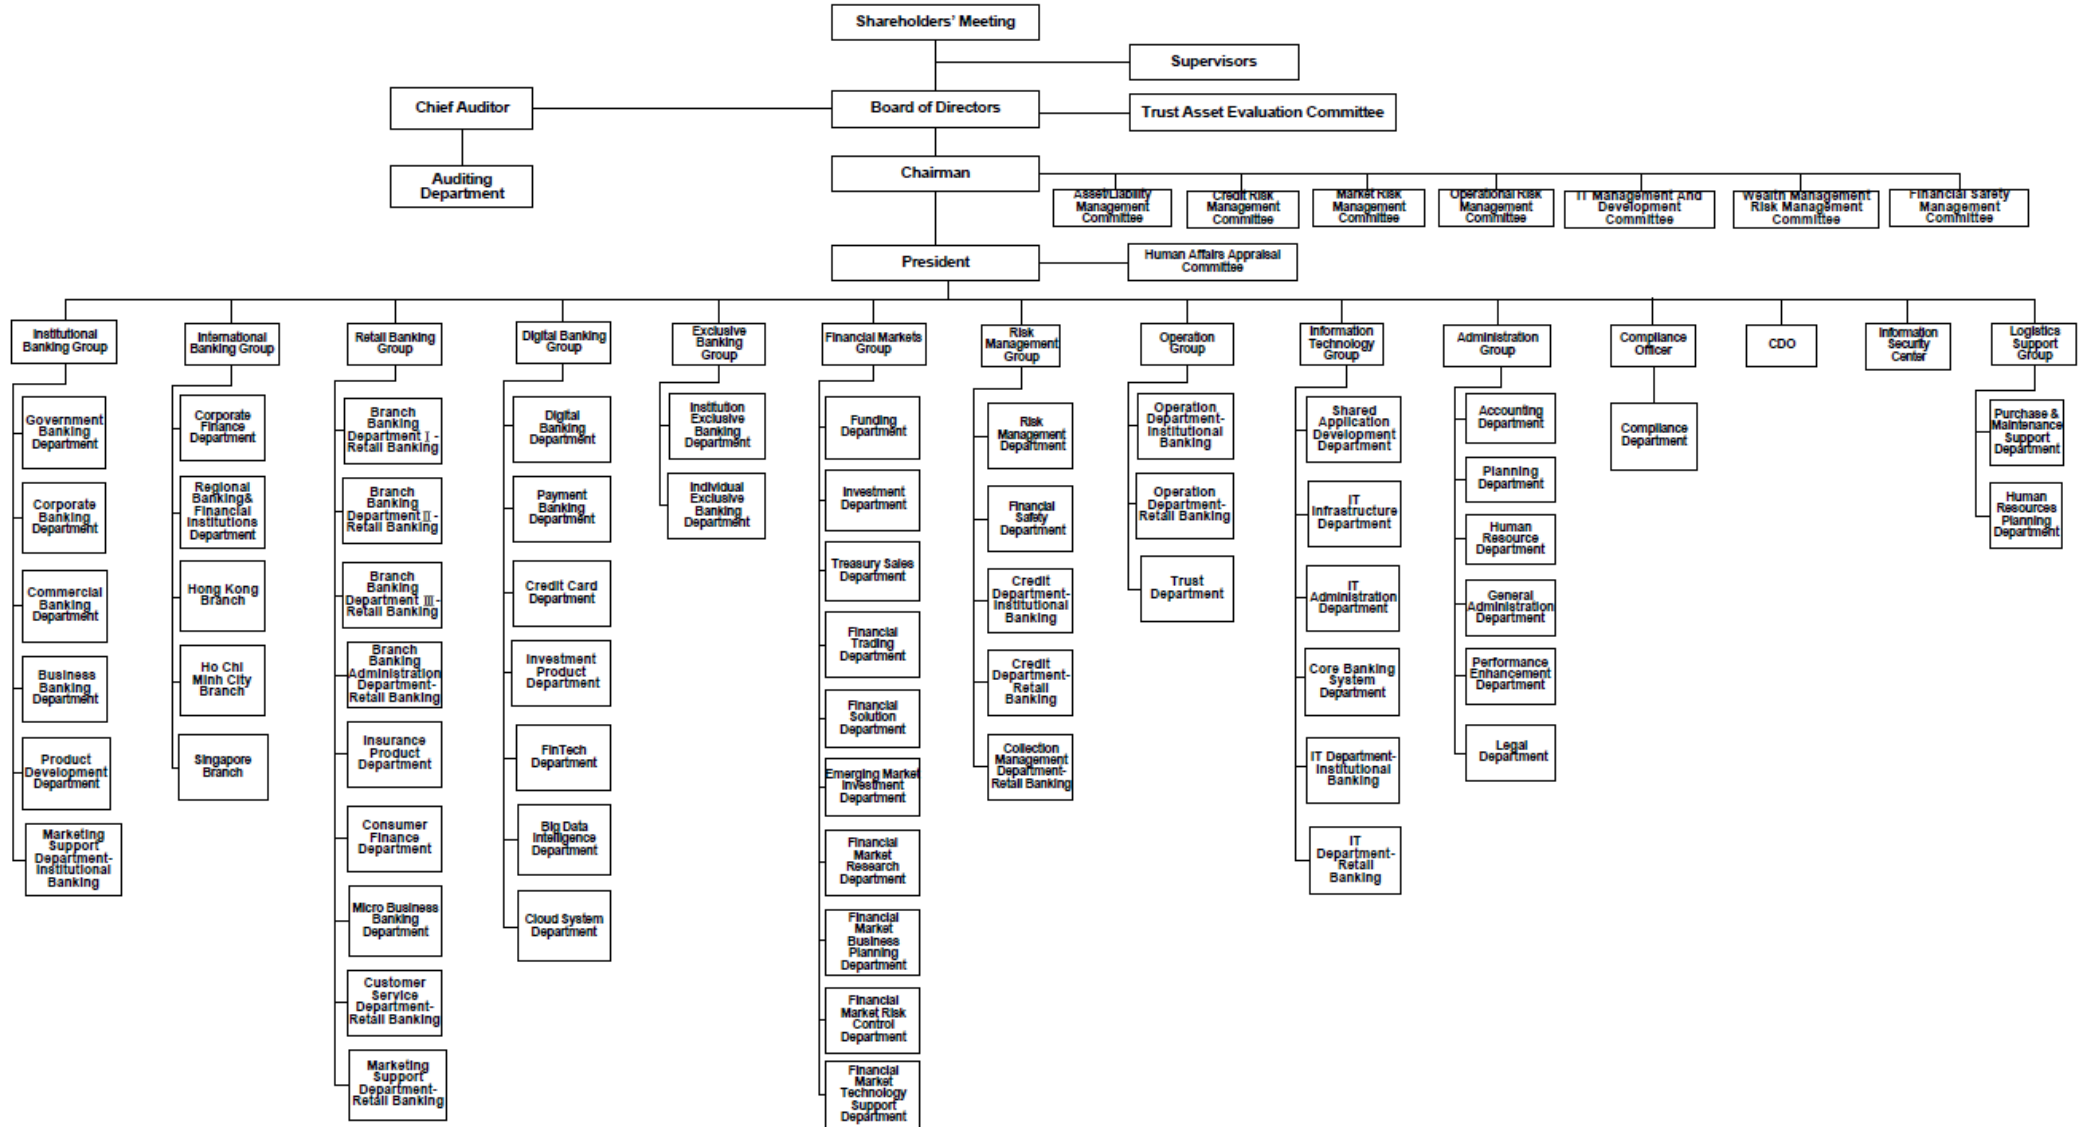 Shareholders' Meeting
Supervisors
Chief Auditor
Board of Directors
Trust Asset Evaluation Committee
Auditing
Department
Chairman
Asset/Liability
Management
Committee
Credit Risk
Management
Committee
Market Risk
Management
Committee
Operational Risk
Management
Committee
IT Management And
Development
Committee
Wealth Management
Risk Management
Committee
Financial Safety
Management
Committee
President
Human Affairs Appraisal
Committee
Institutional
Banking Group
International
Banking Group
Retail Banking
Group
Digital Banking
Group
Exclusive
Banking
Group
Financial Markets
Group
Risk
Management
Group
Operation
Group
Information
Technology
Group
Administration
Group
Compliance
Officer
CDO
Information
Security
Center
Logistics
Support
Group
Government
Banking
Department
Corporate
Banking
Department
Commercial
Banking
Department
Business
Banking
Department
Product
Development
Department
Marketing
Support
Department-
Institutional
Banking
Corporate
Finance
Department
Regional
Banking&
Financial
Institutions
Department
Hong Kong
Branch
Ho Chi
Minh City
Branch
Singapore
Branch
Branch
Banking
Department Ⅰ -
Retail Banking
Branch
Banking
Department Ⅱ -
Retail Banking
Branch
Banking
Department Ⅲ -
Retail Banking
Branch
Banking
Administration
Department-
Retail Banking
Insurance
Product
Department
Consumer
Finance
Department
Micro Business
Banking
Department
Customer
Service
Department-
Retail Banking
Marketing
Support
Department-
Retail Banking
Digital
Banking
Department
Payment
Banking
Department
Credit Card
Department
Investment
Product
Department
FinTech
Department
Big Data
Intelligence
Department
Cloud System
Department
Institution
Exclusive
Banking
Department
Individual
Exclusive
Banking
Department
Funding
Department
Investment
Department
Treasury Sales
Department
Financial
Trading
Department
Financial
Solution
Department
Emerging Market
Investment
Department
Financial
Market
Research
Department
Financial
Market
Business
Planning
Department
Financial
Market Risk
Control
Department
Financial
Market
Technology
Support
Department
Risk
Management
Department
Financial
Safety
Department
Credit
Department-
Institutional
Banking
Credit
Department-
Retail
Banking
Collection
Management
Department-
Retail Banking
Operation
Department-
Institutional
Banking
Operation
Department-
Retail Banking
Trust
Department
Shared
Application
Development
Department
IT
Infrastructure
Department
IT
Administration
Department
Core Banking
System
Department
IT Department-
Institutional
Banking
IT
Department-
Retail
Banking
Accounting
Department
Planning
Department
Human
Resource
Department
General
Administration
Department
Performance
Enhancement
Department
Legal
Department
Compliance
Department
Purchase &
Maintenance
Support
Department
Human
Resources
Planning
Department